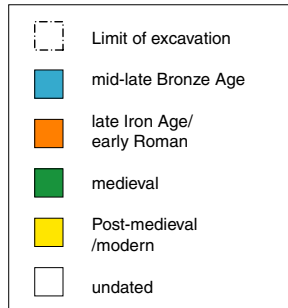 Limit of excavation
mid-late Bronze Age
late Iron Age/
early Roman
medieval
Post-medieval
/modern
undated